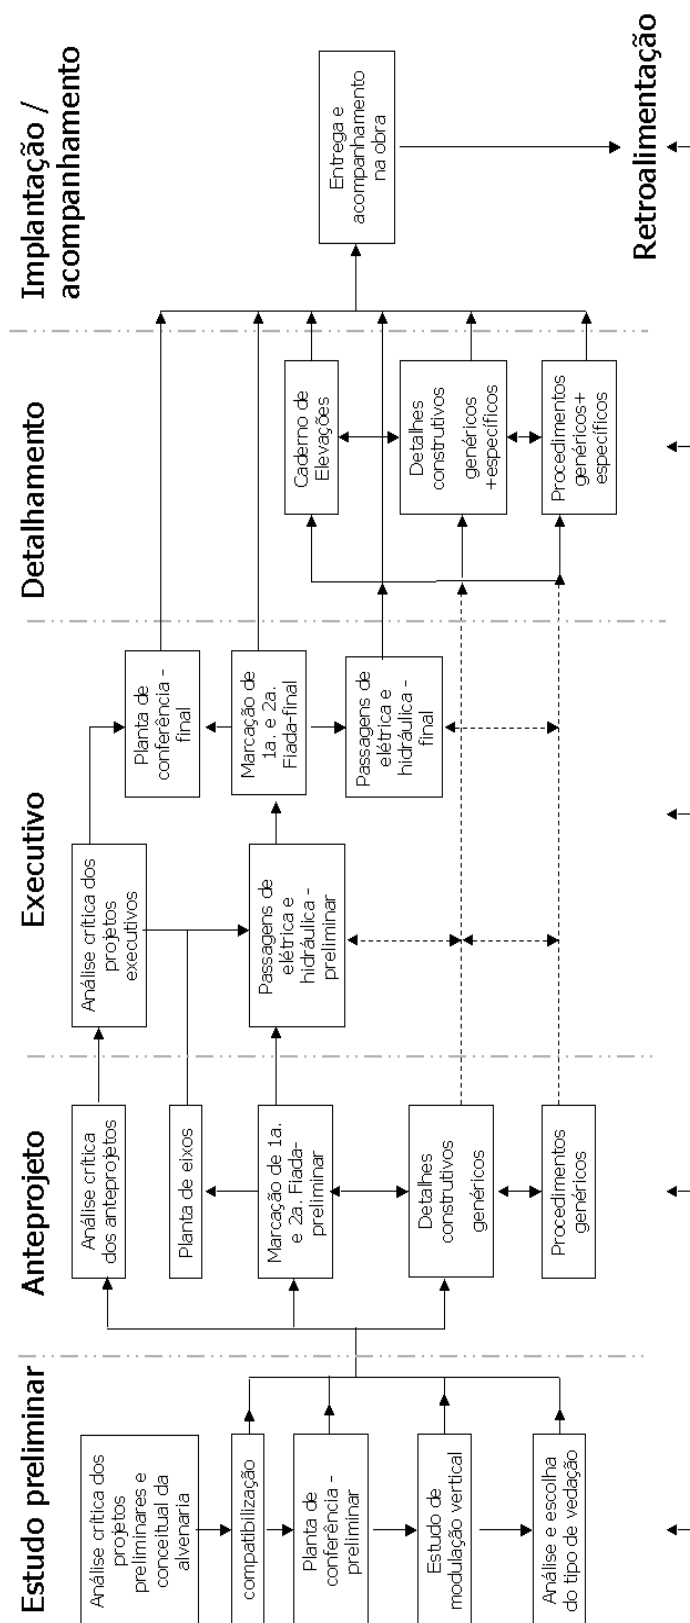 Estudo preliminar
Análise crítica dos
projetos
preliminares e
conceitual da
alvenaria
compatibilização
Planta de
conferência -
preliminar
Estudo de
modulação vertical
Análise e escolha
do tipo de vedação
Anteprojeto
Análise crítica
dos anteprojetos
Planta de eixos
Marcação de 1a.
e 2a. Fiada-
preliminar
Detalhes
construtivos
genéricos
Procedimentos
genéricos
Executivo
Análise crítica dos
projetos
executivos
Passagens de
elétrica e
hidráulica -
preliminar
Planta de
conferência -
final
Marcação de
1a. e 2a.
Fiada-final
Passagens de
elétrica e
hidráulica -
final
Detalhamento
Caderno de
Elevações
Detalhes
construtivos
genéricos
+específicos
Procedimentos
genéricos+
específicos
Implantação /
acompanhamento
Entrega e
acompanhamento
na obra
Retroalimentação